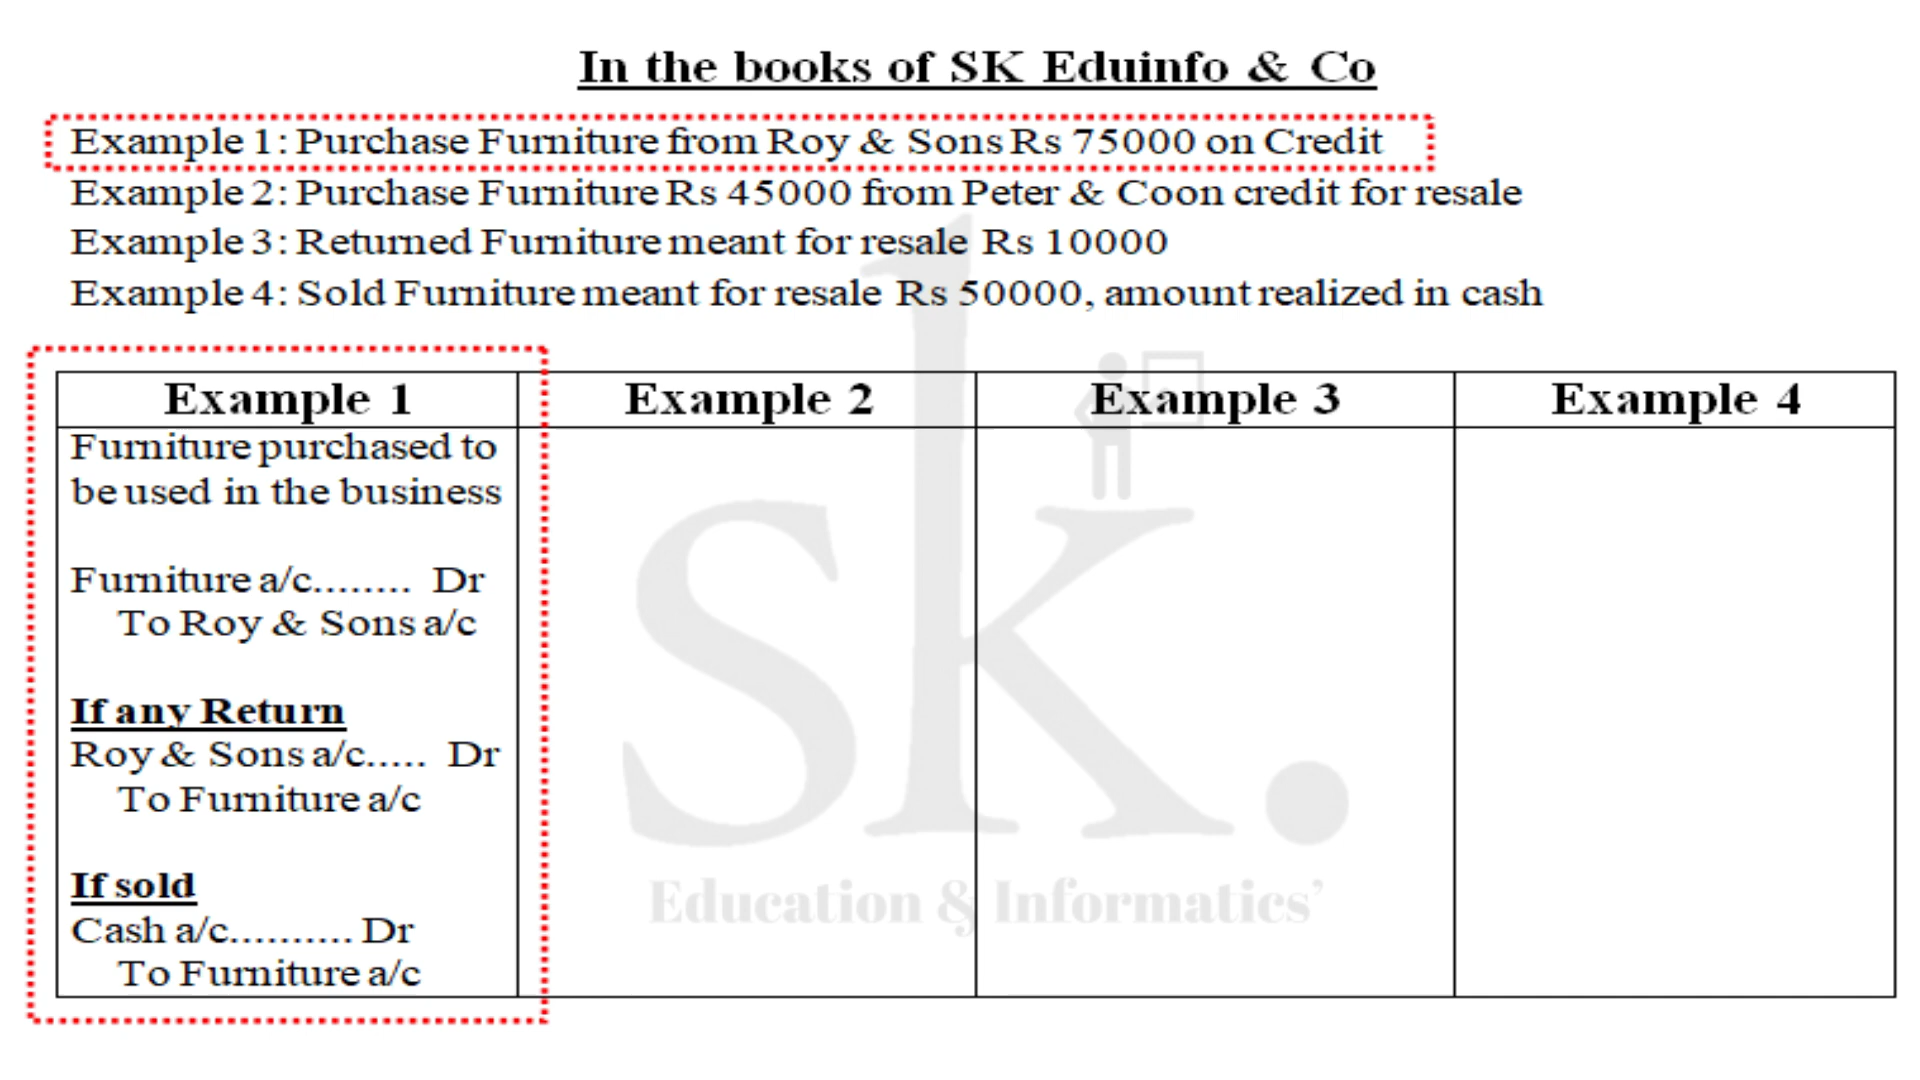 In the books of SK Eduinfo & Co
Example 1: Purchase Furniture from Roy & Sons Rs 75000 on Credit
Example 2: Purchase Furniture Rs 45000 from Peter & Coon credit for resale
Example 3: Returned Furniture meant for resale Rs 10000
Example 4: Sold Furniture meant for resale Rs 50000, amount realized in cash
Example 1 Example 2 Example 3 Example 4
Furniture purchased to
be used in the business
Furniture a/c........ Dr
To Roy & Sons a/c
If any Return
Roy & Sons a/c..... Dr
To Furniture a/c
If sold
Cash a/c.......... Dr
To Furniture a/c
sk.
Education & Informatics’